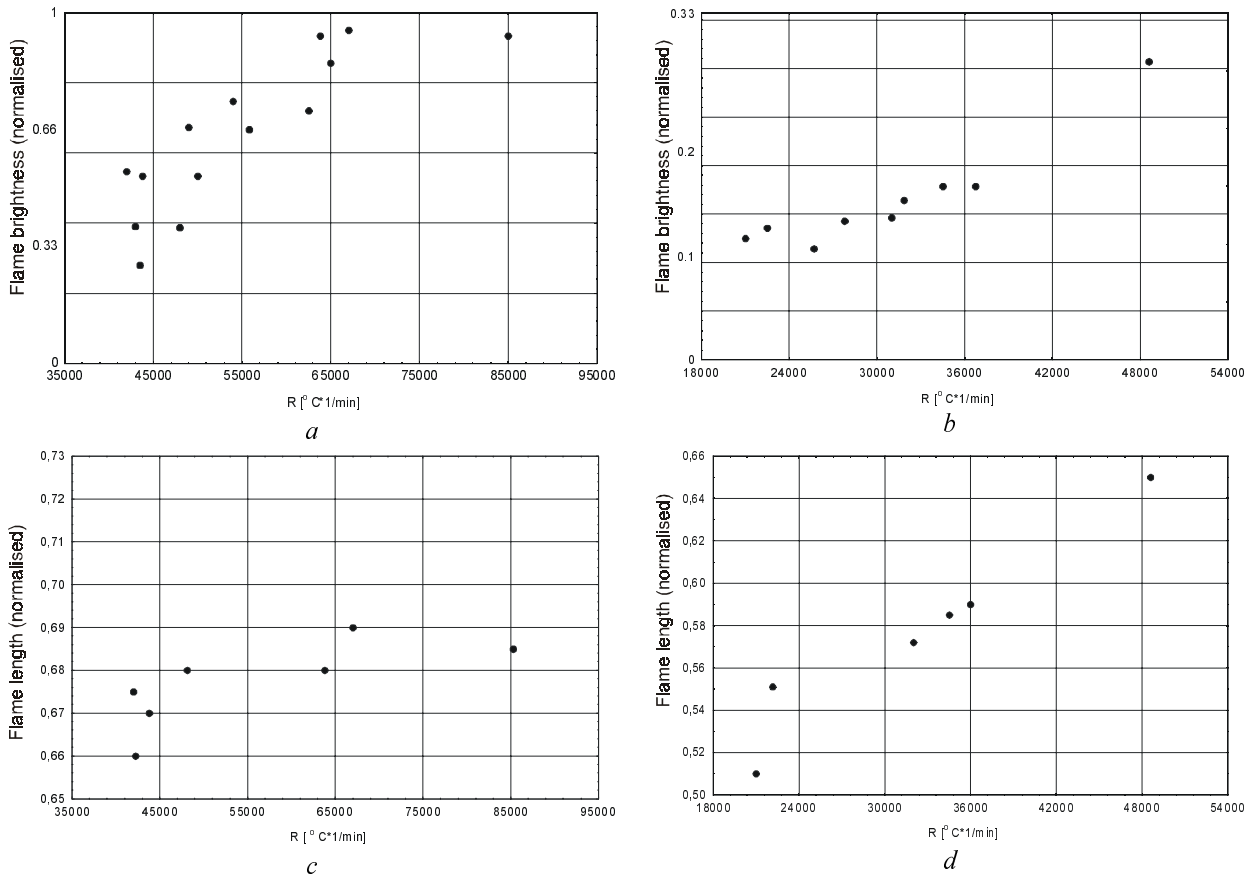 Flame brightness (normalised)
1
0.66
0.33
0
35000 45000 55000 65000 75000 85000 95000
R [° C*1/min]
a
Flame brightness (normalised)
0.33
0.2
0.1
0
18000 24000 30000 36000 42000 48000 54000
R [° C*1/min]
b
Flame length (normalised)
0,73
0,72
0,71
0,70
0,69
0,68
0,67
0,66
0,65
35000 45000 55000 65000 75000 85000 95000
R [° C*1/min]
c
Flame length (normalised)
0,66
0,64
0,62
0,60
0,58
0,56
0,54
0,52
0,50
18000 24000 30000 36000 42000 48000 54000
R [° C*1/min]
d